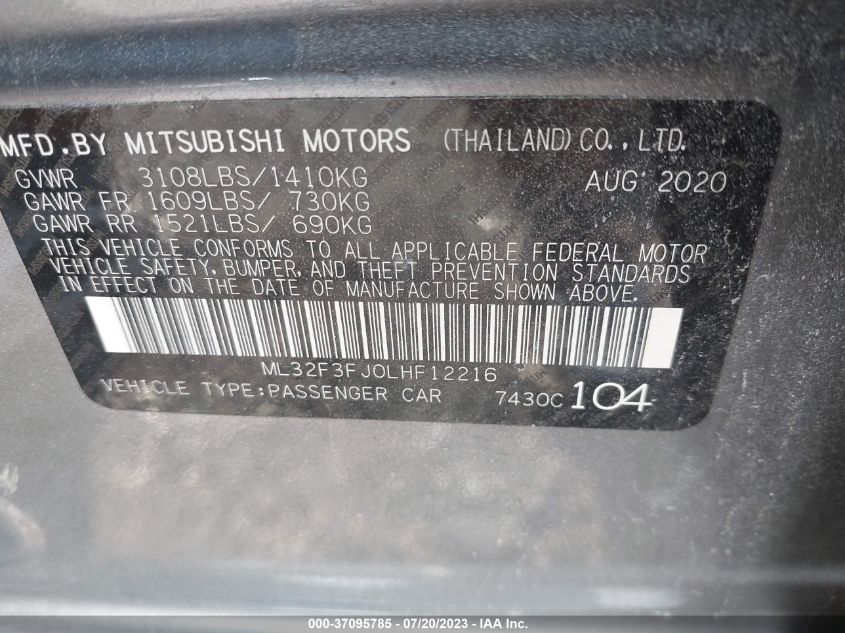 MFD.BY MITSUBISHI MOTORS (THAILAND) CO., LTD.
GVWR 3108LBS/1410KG AUG 2020
GAWR FR 1609LBS/ 730KG
GAWR RR 1521LBS/ 690KG
THIS VEHICLE CONFORMS TO ALL APPLICABLE FEDERAL MOTOR
VEHICLE SAFETY, BUMPER, AND THEFT PREVENTION STANDARDS
IN EFFECT ON THE DATE OF MANUFACTURE SHOWN ABOVE.
ML32F3FJ0LHF12216
VEHICLE TYPE:PASSENGER CAR 7430C 104
000-37095785 - 07/20/2023 - IAA Inc.